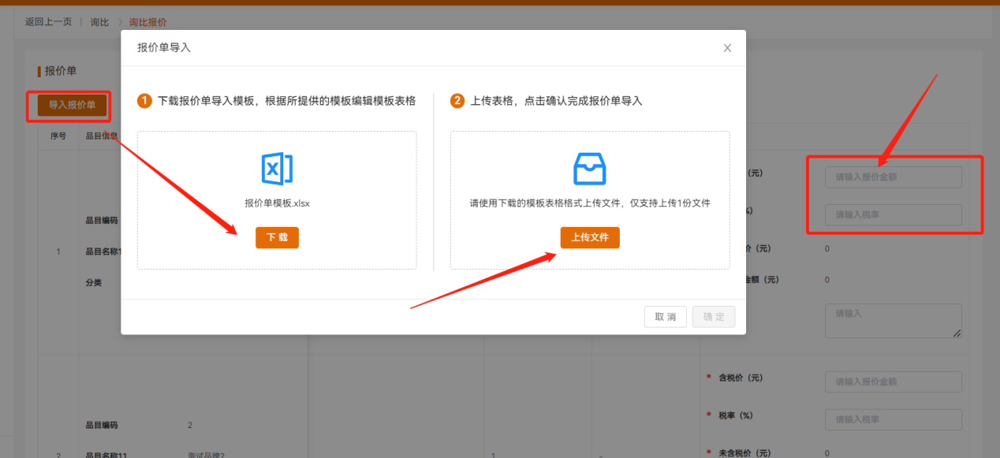 返回上一页 | 询比 > 询比报价
报价单导入
报价单
导入报价单
1 下载报价单导入模板，根据所提供的模板编辑模板表格
2 上传表格，点击确认完成报价单导入
序号 品目信息
报价单模板.xlsx
下 载
请使用下载的模板表格格式上传文件，仅支持上传1份文件
上传文件
（元）
请输入报价金额
请输入税率
品目编码
1
品目名称1
价（元）
0
分类
金额（元）
0
请输入
取 消
确 定
* 含税价（元）
请输入报价金额
* 税率（%）
请输入税率
品目编码 2
2 品目名称11 测试品牌2 1 -
* 未含税价（元） 0